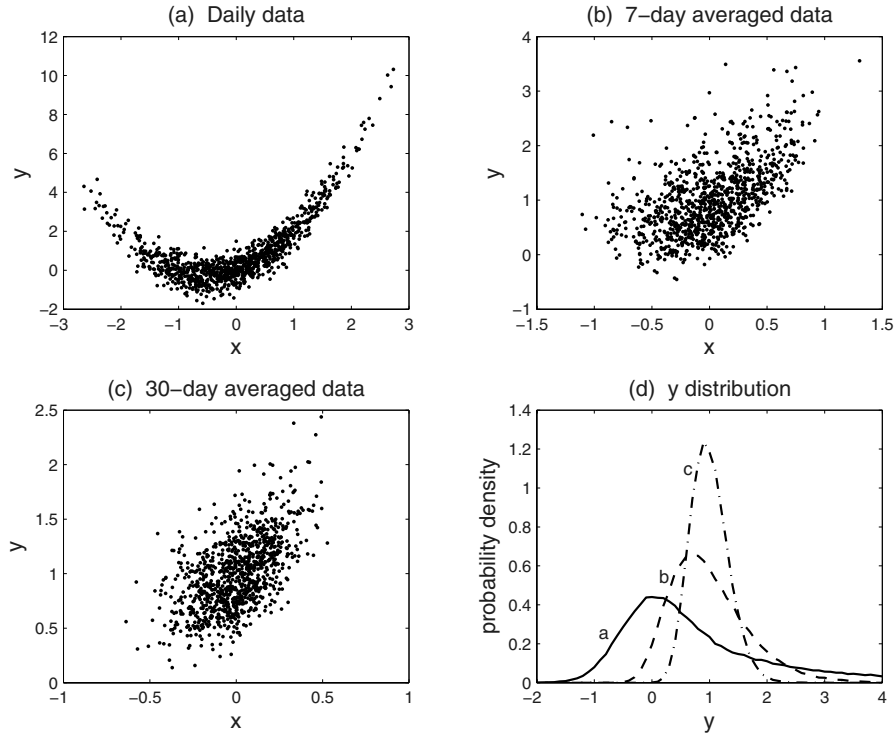 (a) Daily data
12
10
8
6
4
2
0
−2
y
−3 −2 −1 0 1 2 3
x
(b) 7−day averaged data
4
3
2
1
0
−1
y
−1.5 −1 −0.5 0 0.5 1 1.5
x
(c) 30−day averaged data
2.5
2
1.5
1
0.5
0
y
−1 −0.5 0 0.5 1
x
(d) y distribution
1.4
1.2
1
0.8
0.6
0.4
0.2
0
probability density
c
b
a
−2 −1 0 1 2 3 4
y